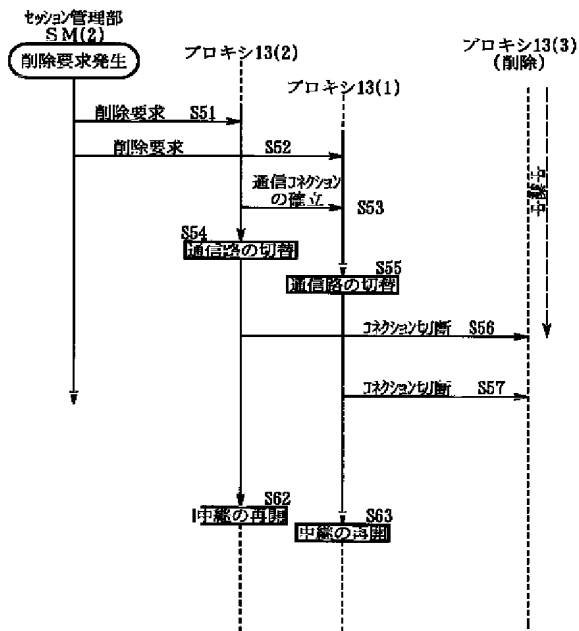 セッション管理部
SM(2)
削除要求発生
プロキシ13(2)
プロキシ13(1)
プロキシ13(3)
(削除)
削除要求 S51
削除要求 S52
通信コネクション
の確立 S53
S54
通信路の切替
S55
通信路の切替
コネクション切断 S56
コネクション切断 S57
S62
中継の再開
S63
中継の再開